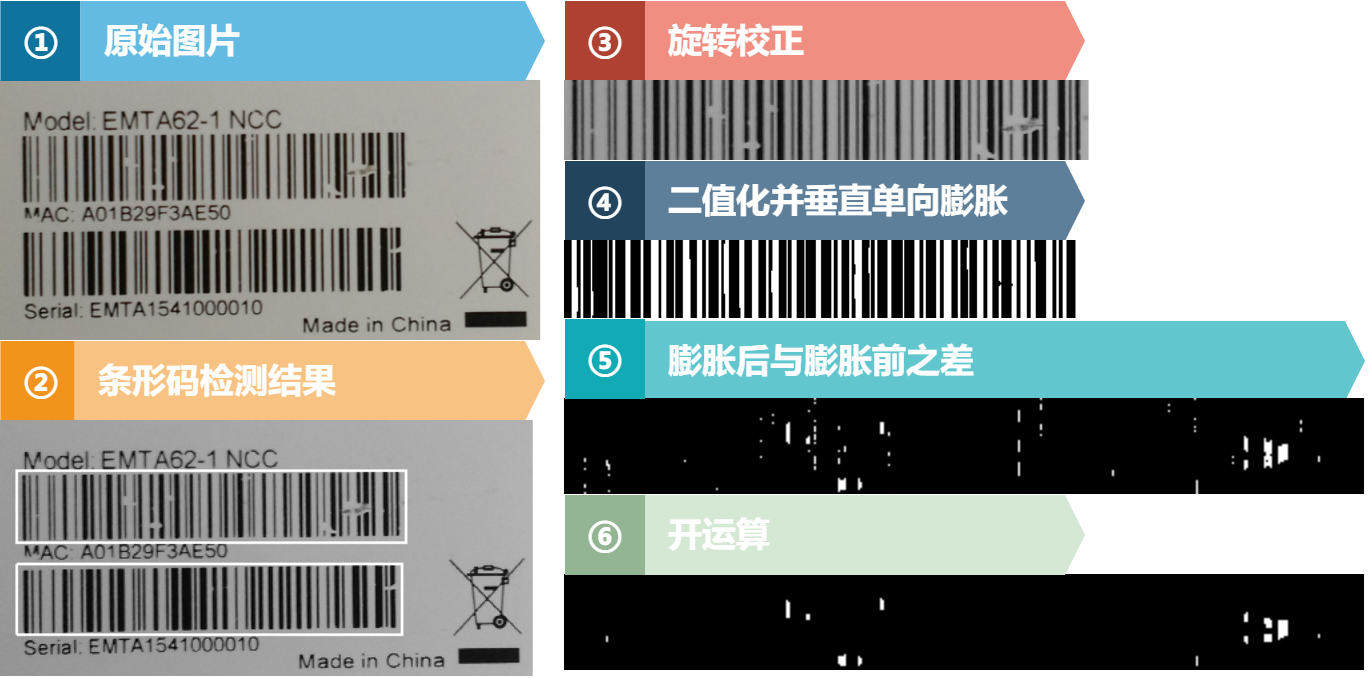 ① 原始图片
Model: EMTA62-1 NCC
MAC: A01B29F3AE50
Serial: EMTA1541000010
Made in China
② 条形码检测结果
Model: EMTA62-1 NCC
MAC: A01B29F3AE50
Serial: EMTA1541000010
Made in China
③ 旋转校正
④ 二值化并垂直单向膨胀
⑤ 膨胀后与膨胀前之差
⑥ 开运算